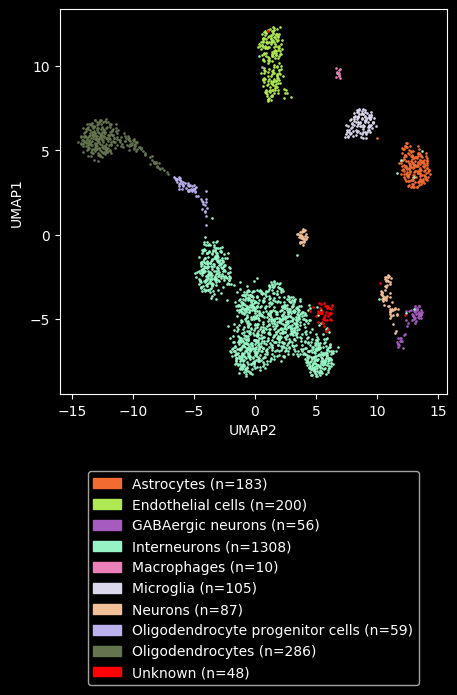 10
5
0
−5
UMAP1
−15
−10
−5
0
5
10
15
UMAP2
Astrocytes (n=183)
Endothelial cells (n=200)
GABAergic neurons (n=56)
Interneurons (n=1308)
Macrophages (n=10)
Microglia (n=105)
Neurons (n=87)
Oligodendrocyte progenitor cells (n=59)
Oligodendrocytes (n=286)
Unknown (n=48)